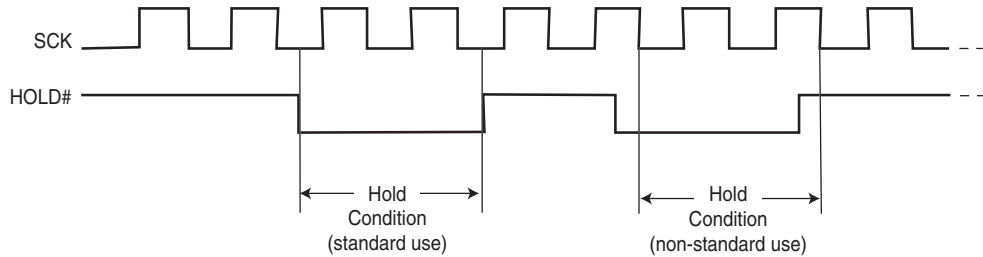 SCK
HOLD#
Hold
Condition
(standard use)
Hold
Condition
(non-standard use)